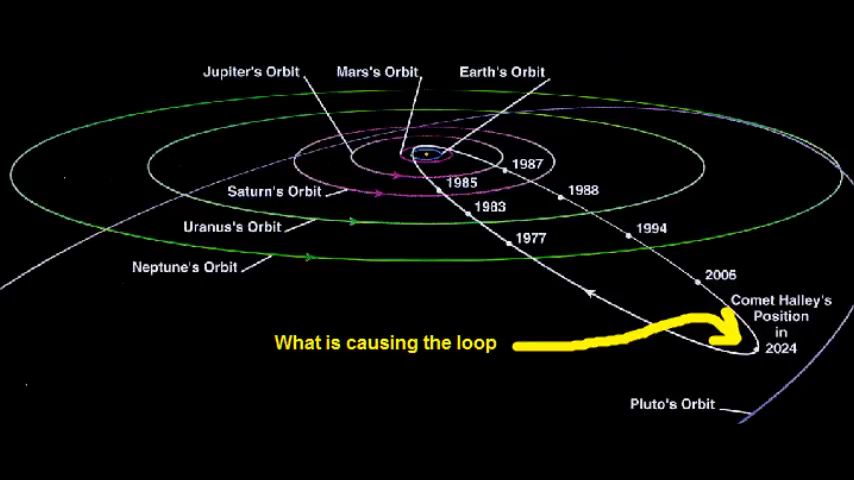 Jupiter's Orbit
Mars's Orbit
Earth's Orbit
1987
1985
1988
Saturn's Orbit
1983
Uranus's Orbit
1994
1977
Neptune's Orbit
2005
Comet Halley's
Position
in
2024
What is causing the loop
Pluto's Orbit